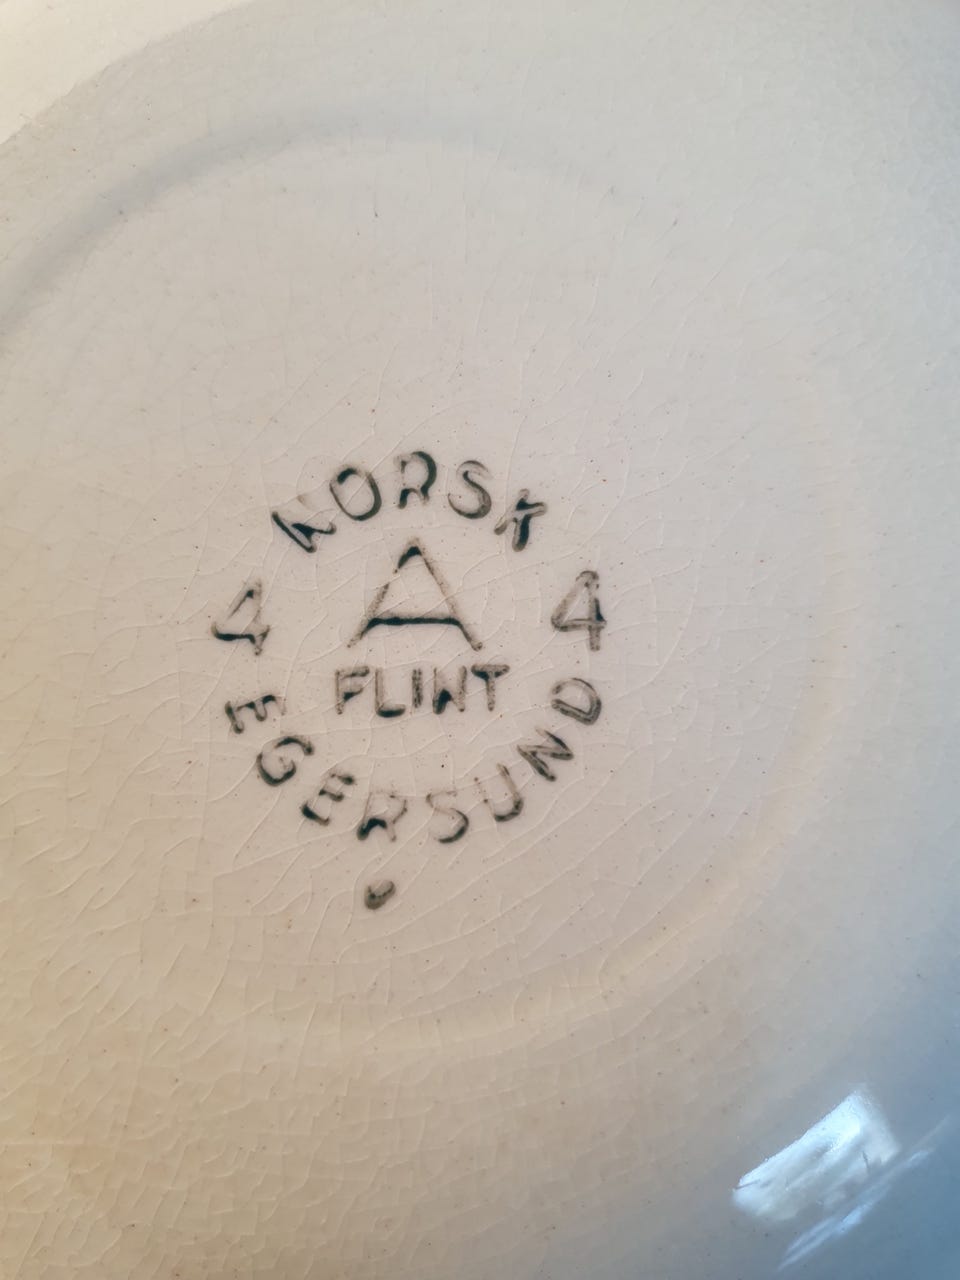 NORSK
4 A 4
FLINT
EGERSUND